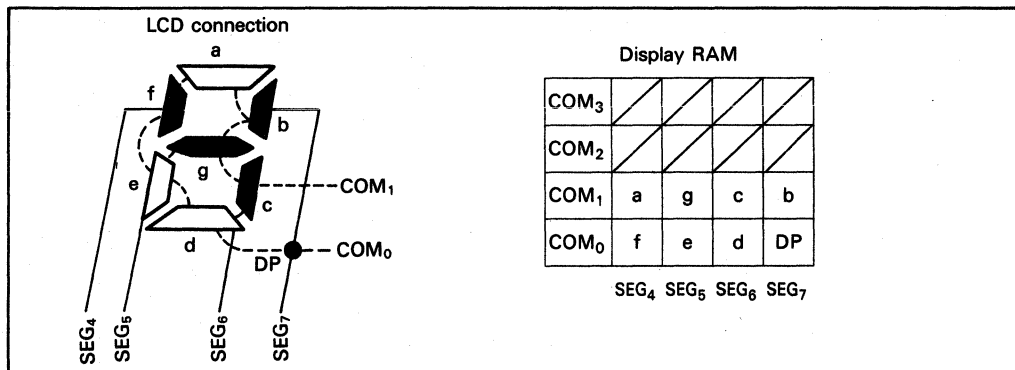 LCD connection
a
f
b
g
e
c
d
DP
COM₁
COM₀
SEG₄
SEG₅
SEG₆
SEG₇
Display RAM
COM₃
COM₂
COM₁ a g c b
COM₀ f e d DP
SEG₄ SEG₅ SEG₆ SEG₇